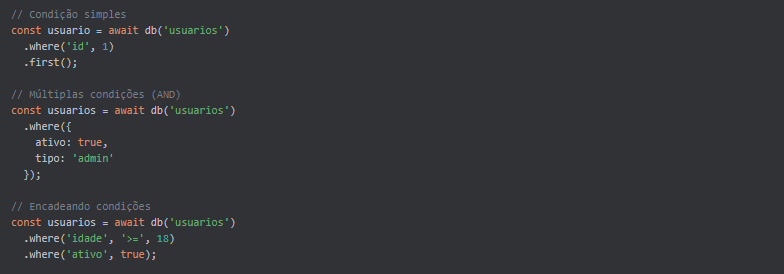 // Condição simples
const usuario = await db('usuarios')
  .where('id', 1)
  .first();

// Múltiplas condições (AND)
const usuarios = await db('usuarios')
  .where({
    ativo: true,
    tipo: 'admin'
  });

// Encadeando condições
const usuarios = await db('usuarios')
  .where('idade', '>=', 18)
  .where('ativo', true);